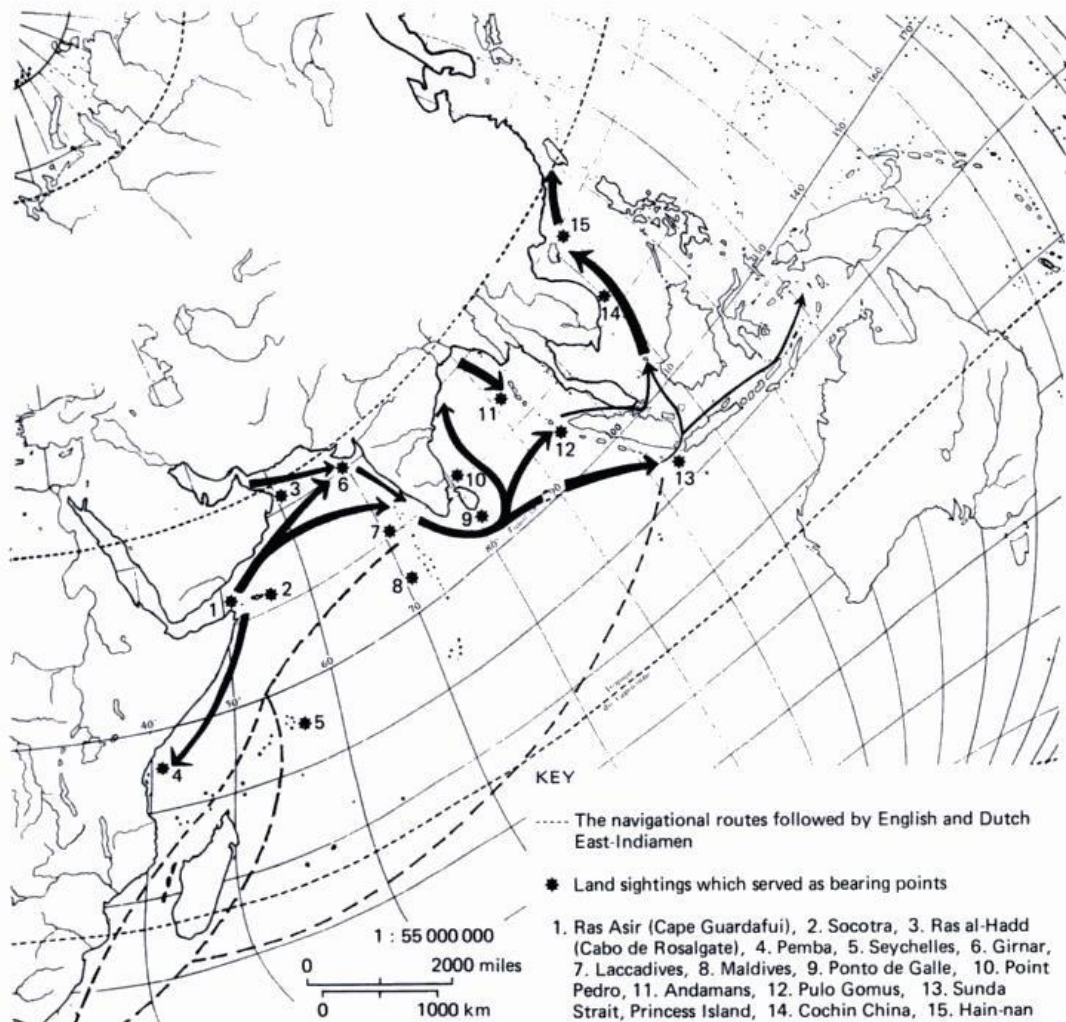 170°
160
150
140
15
14
11
12
100
13
10
6
3
9
90
7
80°
8
2
1
70
60
50°
40°
5
4
KEY
The navigational routes followed by English and Dutch
East-Indiamen
Land sightings which served as bearing points
1. Ras Asir (Cape Guardafui), 2. Socotra, 3. Ras al-Hadd
(Cabo de Rosalgate), 4. Pemba, 5. Seychelles, 6. Girnar,
7. Laccadives, 8. Maldives, 9. Ponto de Galle, 10. Point
Pedro, 11. Andamans, 12. Pulo Gomus, 13. Sunda
Strait, Princess Island, 14. Cochin China, 15. Hain-nan
1 : 55 000 000
0 2000 miles
0 1000 km